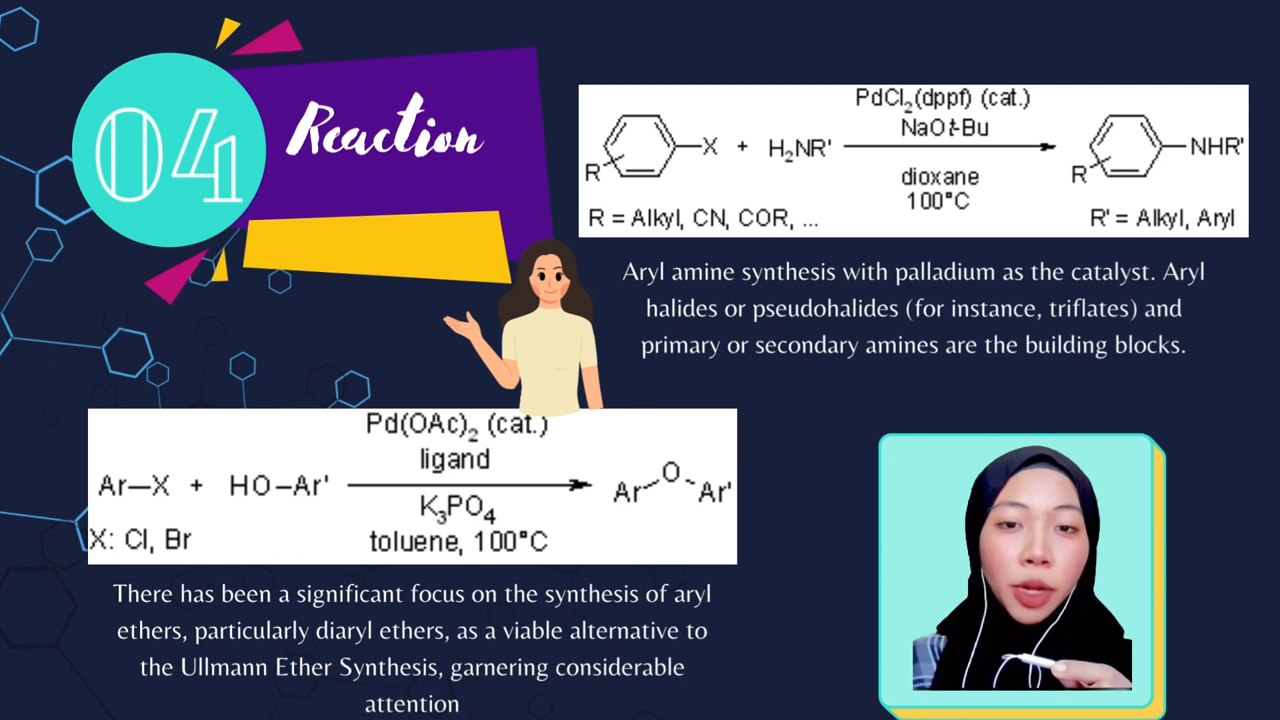 04
Reaction
PdCl₂(dppf) (cat.)
NaOt-Bu
X + H₂NR'
NHR'
R
R
dioxane
100°C
R = Alkyl, CN, COR, ...
R' = Alkyl, Aryl
Aryl amine synthesis with palladium as the catalyst. Aryl
halides or pseudohalides (for instance, triflates) and
primary or secondary amines are the building blocks.
Pd(OAc)₂ (cat.)
ligand
Ar—X + HO–Ar'
Ar O Ar'
K₃PO₄
X: Cl, Br
toluene, 100°C
There has been a significant focus on the synthesis of aryl
ethers, particularly diaryl ethers, as a viable alternative to
the Ullmann Ether Synthesis, garnering considerable
attention